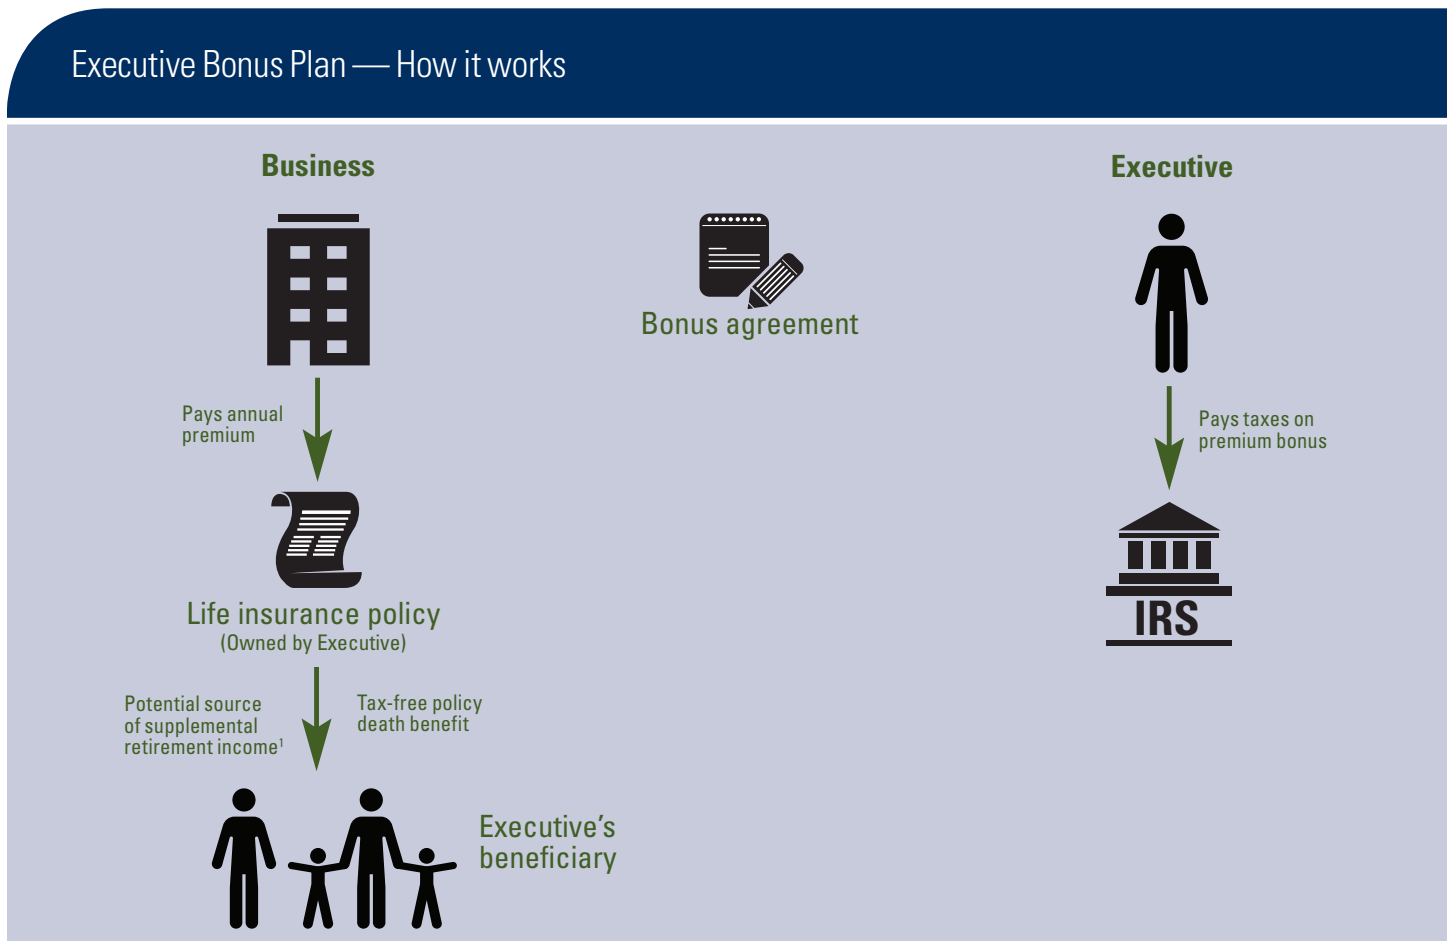 Executive Bonus Plan — How it works
Business
Executive
Bonus agreement
Pays annual
premium
Pays taxes on
premium bonus
Life insurance policy
(Owned by Executive)
IRS
Potential source
of supplemental
retirement income¹
Tax-free policy
death benefit
Executive’s
beneficiary